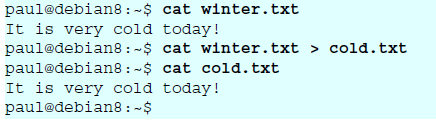 paul@debian8:~$ cat winter.txt
It is very cold today!
paul@debian8:~$ cat winter.txt > cold.txt
paul@debian8:~$ cat cold.txt
It is very cold today!
paul@debian8:~$